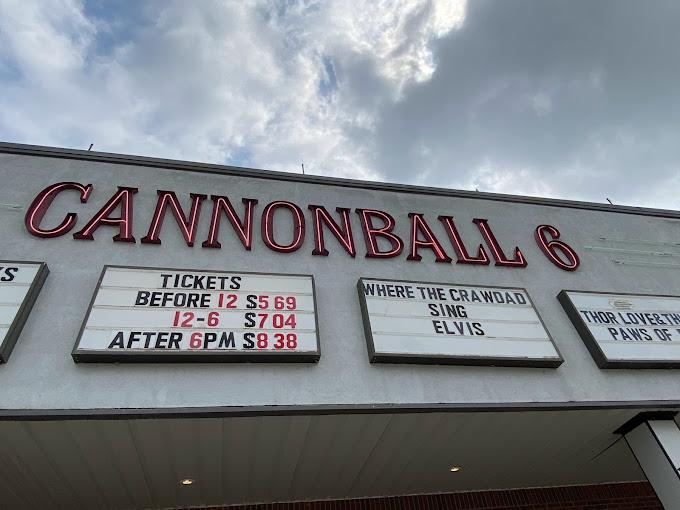 CANNONBALL 6
TICKETS
BEFORE 12 $5 69
12-6 $7 04
AFTER 6PM $8 38
WHERE THE CRAWDAD
SING
ELVIS
THOR LOVE&TH
PAWS OF